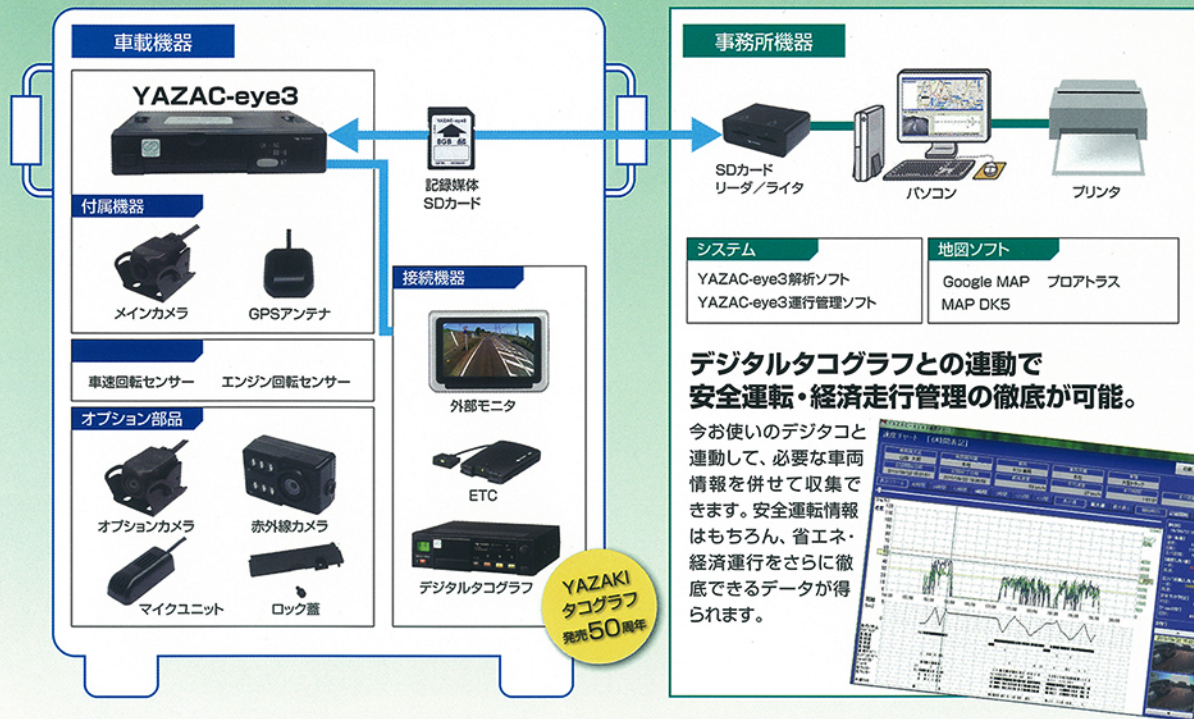 車載機器
YAZAC-eye3
付属機器
メインカメラ
GPSアンテナ
車速回転センサー
エンジン回転センサー
オプション部品
オプションカメラ
赤外線カメラ
マイクユニット
ロック蓋
YAZAC-eye3
8GB
記録媒体
SDカード
接続機器
外部モニタ
ETC
デジタルタコグラフ
YAZAKI
タコグラフ
発売50周年
事務所機器
SDカード
リーダ／ライタ
パソコン
プリンタ
システム
YAZAC-eye3解析ソフト
YAZAC-eye3運行管理ソフト
地図ソフト
Google MAP プロアトラス
MAP DK5
デジタルタコグラフとの連動で
安全運転・経済走行管理の徹底が可能。
今お使いのデジタコと
連動して、必要な車両
情報を併せて収集で
きます。安全運転情報
はもちろん、省エネ・
経済運行をさらに徹
底できるデータが得
られます。
速度チャート [6時間表記]